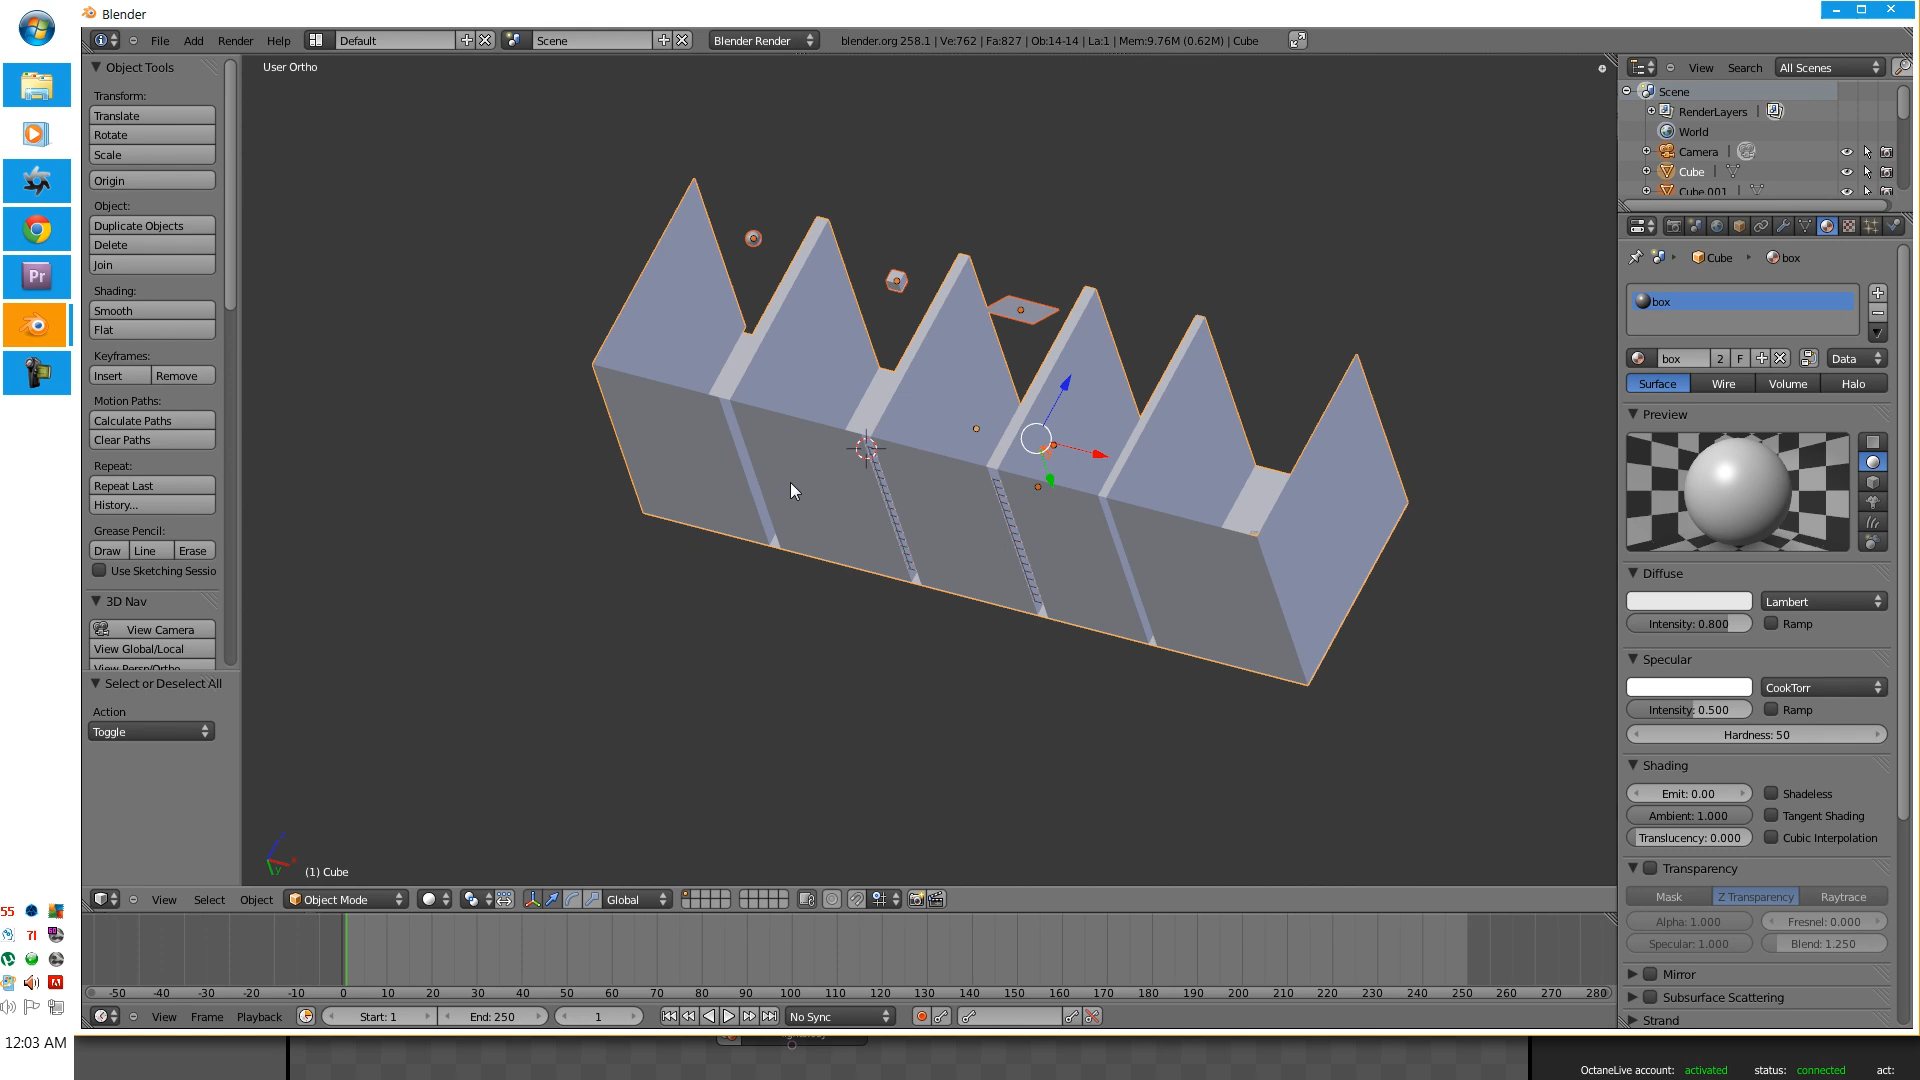 Blender
File Add Render Help Default Scene Blender Render blender.org 258.1 | Ve:762 | Fa:827 | Ob:14-14 | La:1 | Mem:9.76M (0.62M) | Cube
Object Tools
Transform:
Translate
Rotate
Scale
Origin
Object:
Duplicate Objects
Delete
Join
Shading:
Smooth
Flat
Keyframes:
Insert Remove
Motion Paths:
Calculate Paths
Clear Paths
Repeat:
Repeat Last
History...
Grease Pencil:
Draw Line Erase
Use Sketching Sessio
3D Nav
View Camera
View Global/Local
View Persp/Ortho
Select or Deselect All
Action
Toggle
User Ortho
(1) Cube
View Search All Scenes
Scene
RenderLayers
World
Camera
Cube
Cube.001
Cube box
box
box 2 F Data
Surface Wire Volume Halo
Preview
Diffuse
Lambert
Intensity: 0.800 Ramp
Specular
CookTorr
Intensity: 0.500 Ramp
Hardness: 50
Shading
Emit: 0.00 Shadeless
Ambient: 1.000 Tangent Shading
Translucency: 0.000 Cubic Interpolation
Transparency
Mask Z Transparency Raytrace
Alpha: 1.000 Fresnel: 0.000
Specular: 1.000 Blend: 1.250
Mirror
Subsurface Scattering
Strand
View Select Object Object Mode Global
-50 -40 -30 -20 -10 0 10 20 30 40 50 60 70 80 90 100 110 120 130 140 150 160 170 180 190 200 210 220 230 240 250 260 270 280
View Frame Playback Start: 1 End: 250 1 No Sync
Pr
55
71
12:03 AM
OctaneLive account: activated status: connected act: